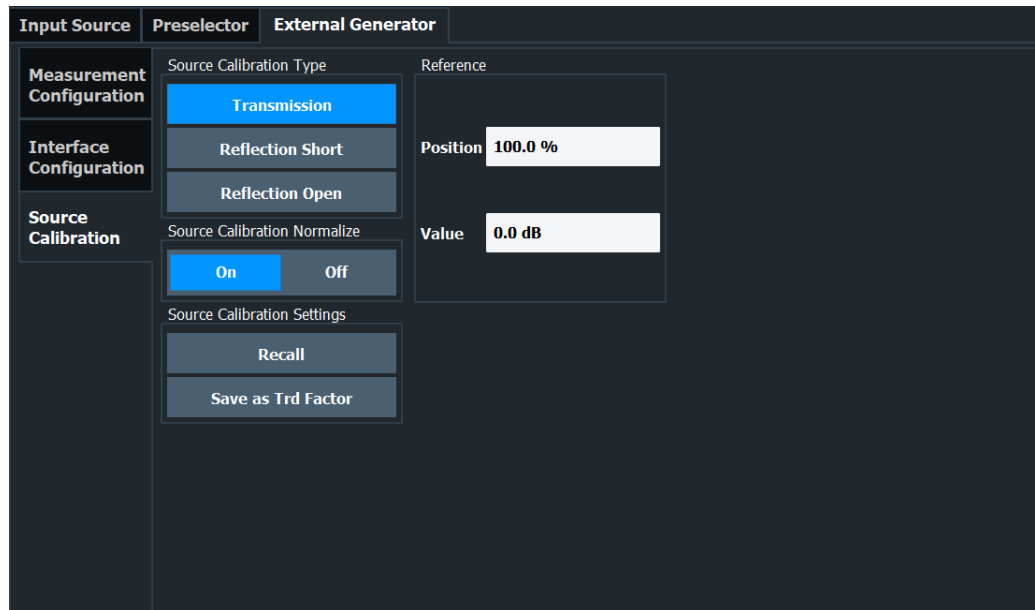 Input Source
Preselector
External Generator
Measurement
Configuration
Interface
Configuration
Source
Calibration
Source Calibration Type
Transmission
Reflection Short
Reflection Open
Source Calibration Normalize
On
Off
Source Calibration Settings
Recall
Save as Trd Factor
Reference
Position 100.0 %
Value 0.0 dB